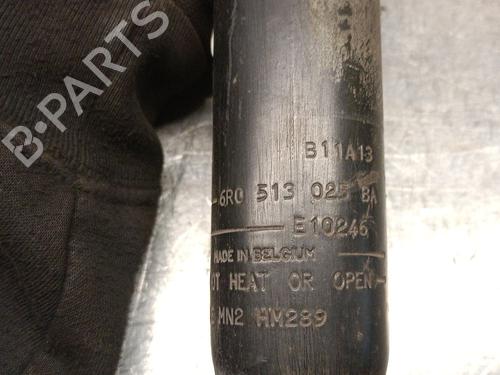 B-PARTS
B11A13
6R0 513 025 BA
E10246
MADE IN BELGIUM
OT HEAT OR OPEN
MN2 HM289